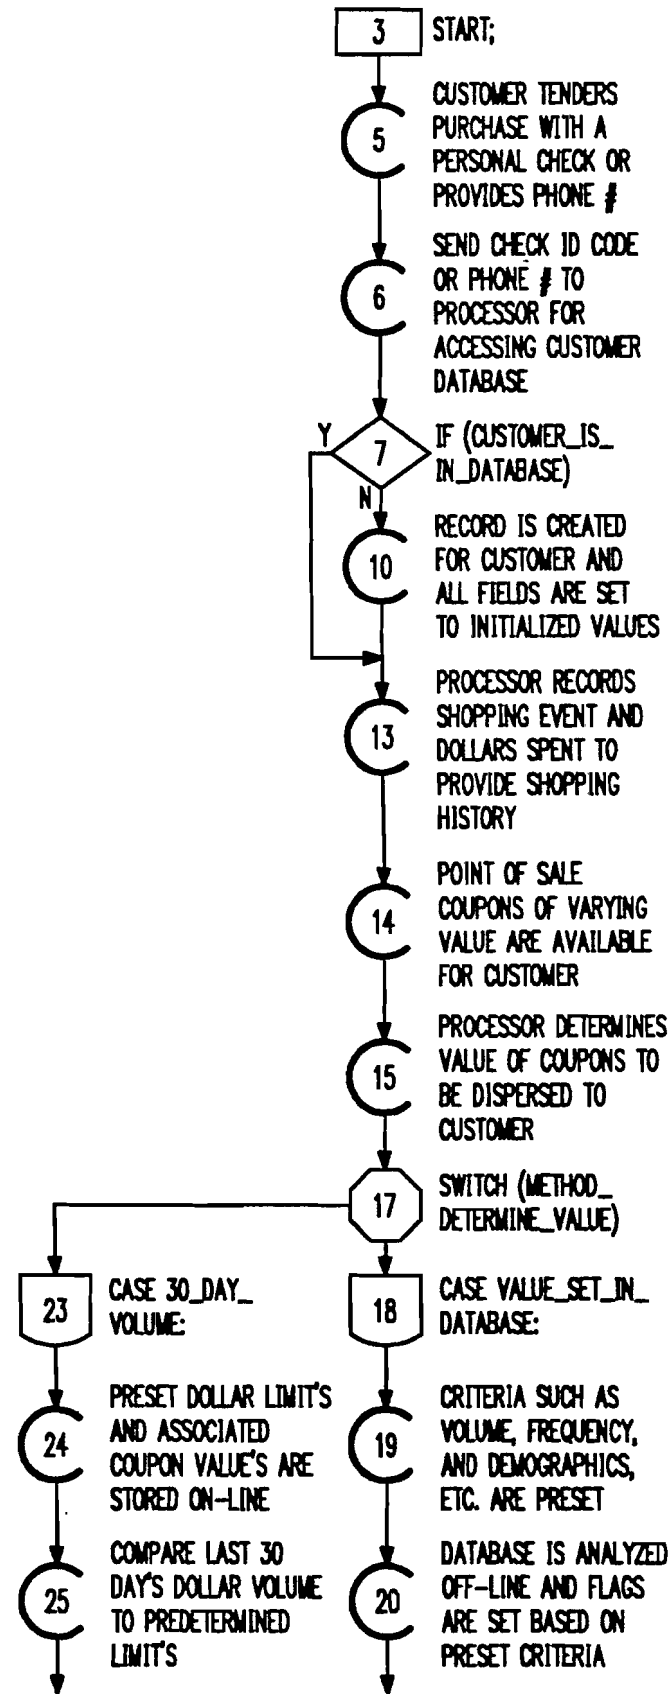 3
START;
5
CUSTOMER TENDERS
PURCHASE WITH A
PERSONAL CHECK OR
PROVIDES PHONE #
6
SEND CHECK ID CODE
OR PHONE # TO
PROCESSOR FOR
ACCESSING CUSTOMER
DATABASE
Y
7
IF (CUSTOMER_IS_
IN_DATABASE)
N
10
RECORD IS CREATED
FOR CUSTOMER AND
ALL FIELDS ARE SET
TO INITIALIZED VALUES
13
PROCESSOR RECORDS
SHOPPING EVENT AND
DOLLARS SPENT TO
PROVIDE SHOPPING
HISTORY
14
POINT OF SALE
COUPONS OF VARYING
VALUE ARE AVAILABLE
FOR CUSTOMER
15
PROCESSOR DETERMINES
VALUE OF COUPONS TO
BE DISPERSED TO
CUSTOMER
17
SWITCH (METHOD_
DETERMINE_VALUE)
23
CASE 30_DAY_
VOLUME:
18
CASE VALUE_SET_IN_
DATABASE:
24
PRESET DOLLAR LIMIT'S
AND ASSOCIATED
COUPON VALUE'S ARE
STORED ON-LINE
19
CRITERIA SUCH AS
VOLUME, FREQUENCY,
AND DEMOGRAPHICS,
ETC. ARE PRESET
25
COMPARE LAST 30
DAY'S DOLLAR VOLUME
TO PREDETERMINED
LIMIT'S
20
DATABASE IS ANALYZED
OFF-LINE AND FLAGS
ARE SET BASED ON
PRESET CRITERIA